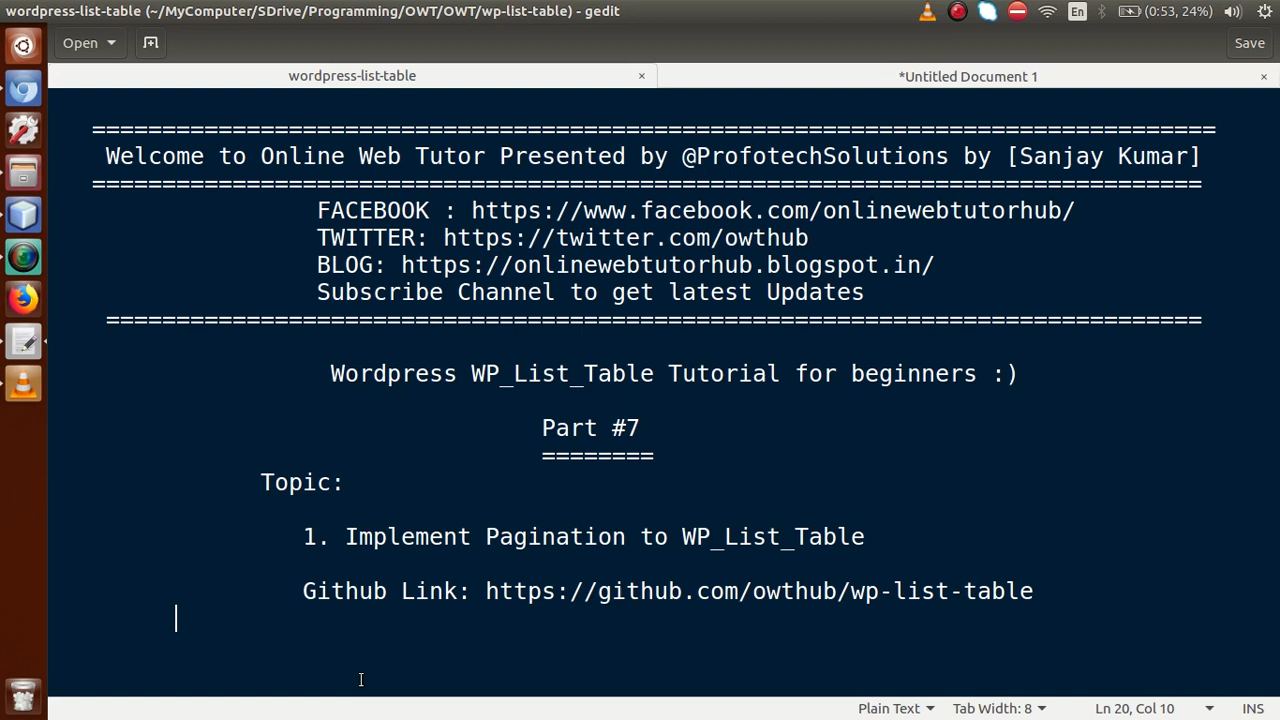 wordpress-list-table (~/MyComputer/SDrive/Programming/OWT/OWT/wp-list-table) - gedit
En (0:53, 24%)
Open Save
wordpress-list-table × *Untitled Document 1 ×
================================================================================
Welcome to Online Web Tutor Presented by @ProfotechSolutions by [Sanjay Kumar]
===============================================================================
FACEBOOK : https://www.facebook.com/onlinewebtutorhub/
TWITTER: https://twitter.com/owthub
BLOG: https://onlinewebtutorhub.blogspot.in/
Subscribe Channel to get latest Updates
==============================================================================
Wordpress WP_List_Table Tutorial for beginners :)
Part #7
========
Topic:
1. Implement Pagination to WP_List_Table
Github Link: https://github.com/owthub/wp-list-table
Plain Text Tab Width: 8 Ln 20, Col 10 INS